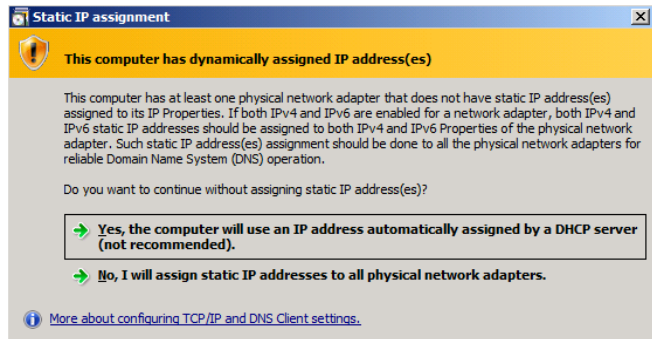 Static IP assignment
This computer has dynamically assigned IP address(es)
This computer has at least one physical network adapter that does not have static IP address(es)
assigned to its IP Properties. If both IPv4 and IPv6 are enabled for a network adapter, both IPv4 and
IPv6 static IP addresses should be assigned to both IPv4 and IPv6 Properties of the physical network
adapter. Such static IP address(es) assignment should be done to all the physical network adapters for
reliable Domain Name System (DNS) operation.
Do you want to continue without assigning static IP address(es)?
Yes, the computer will use an IP address automatically assigned by a DHCP server
(not recommended).
No, I will assign static IP addresses to all physical network adapters.
More about configuring TCP/IP and DNS Client settings.